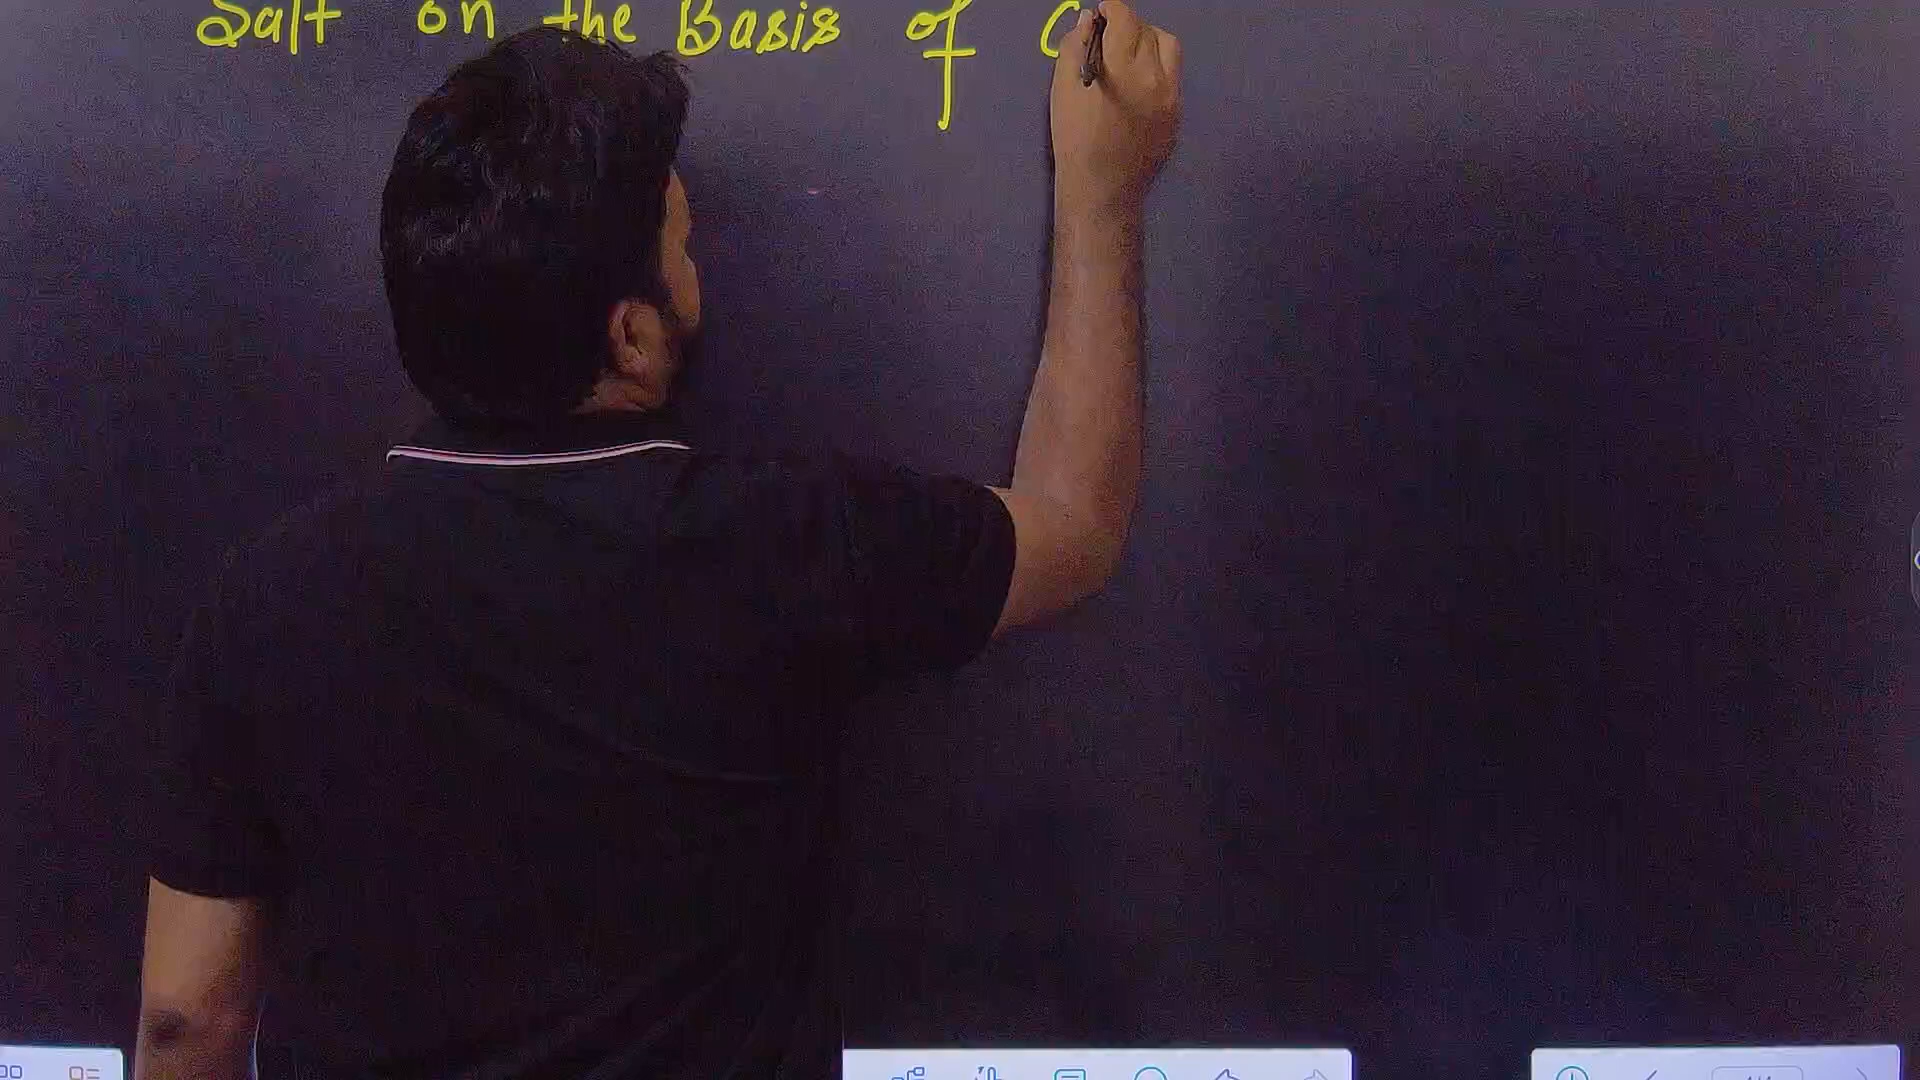 Salt on the Basis of